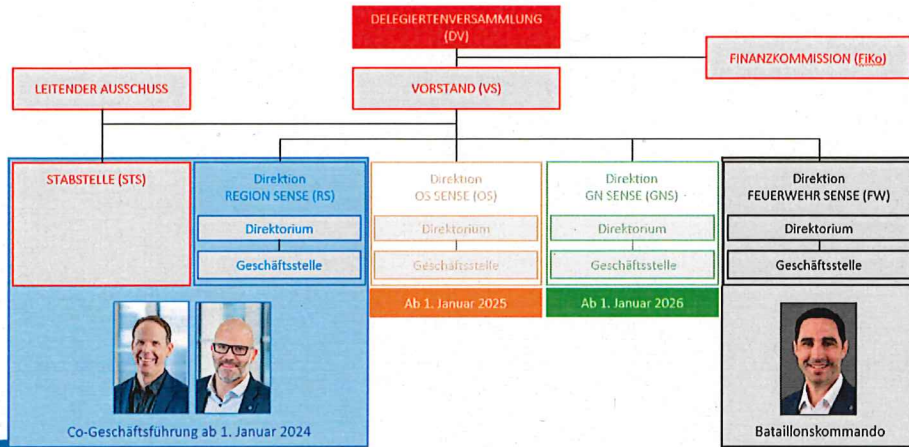 DELEGIERTENVERSAMMLUNG
(DV)
FINANZKOMMISSION (FiKo)
LEITENDER AUSSCHUSS
VORSTAND (VS)
STABSTELLE (STS)
Direktion
REGION SENSE (RS)
Direktorium
Geschäftsstelle
Direktion
OS SENSE (OS)
Direktorium
Geschäftsstelle
Ab 1. Januar 2025
Direktion
GN SENSE (GNS)
Direktorium
Geschäftsstelle
Ab 1. Januar 2026
Direktion
FEUERWEHR SENSE (FW)
Direktorium
Geschäftsstelle
Co-Geschäftsführung ab 1. Januar 2024
Bataillonskommando